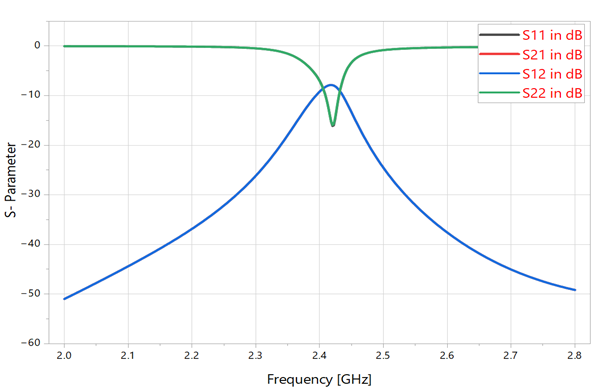 S11 in dB
S21 in dB
S12 in dB
S22 in dB
0
−10
−20
−30
−40
−50
−60
S- Parameter
2.0 2.1 2.2 2.3 2.4 2.5 2.6 2.7 2.8
Frequency [GHz]